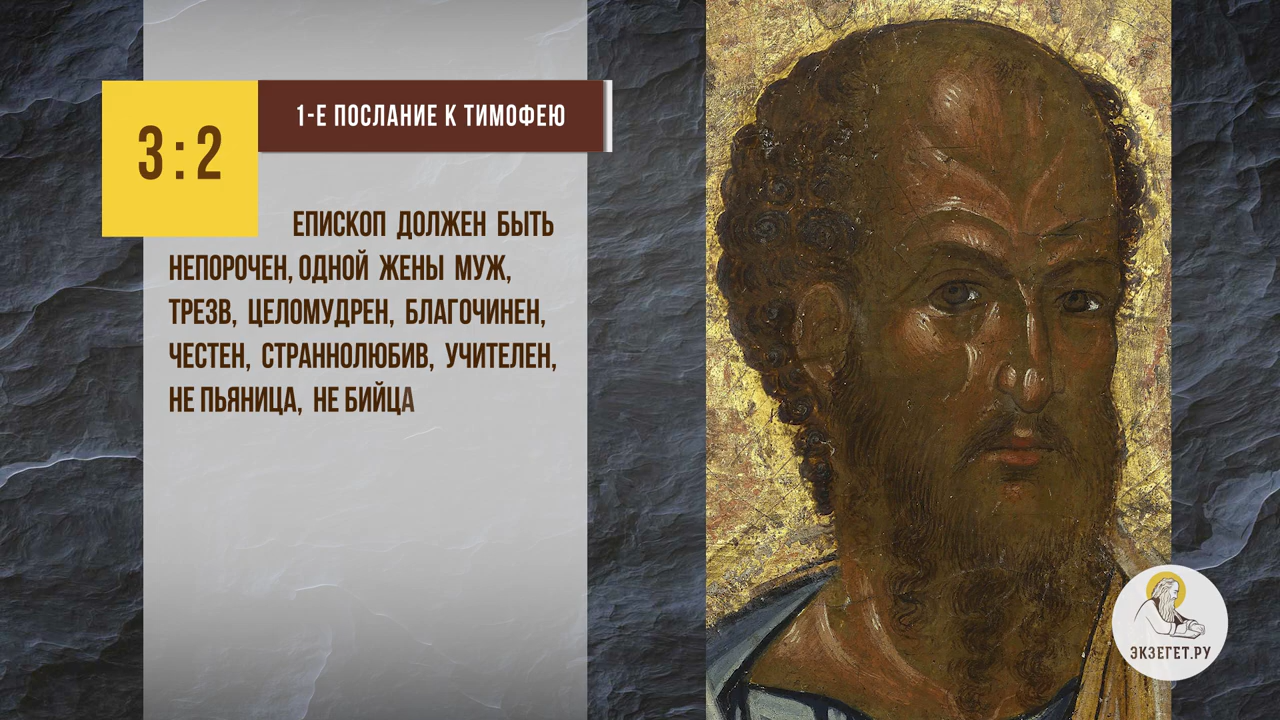 3:2
1-Е ПОСЛАНИЕ К ТИМОФЕЮ
ЕПИСКОП ДОЛЖЕН БЫТЬ
НЕПОРОЧЕН, ОДНОЙ ЖЕНЫ МУЖ,
ТРЕЗВ, ЦЕЛОМУДРЕН, БЛАГОЧИНЕН,
ЧЕСТЕН, СТРАННОЛЮБИВ, УЧИТЕЛЕН,
НЕ ПЬЯНИЦА, НЕ БИЙЦА
ЭКЗЕГЕТ.РУ